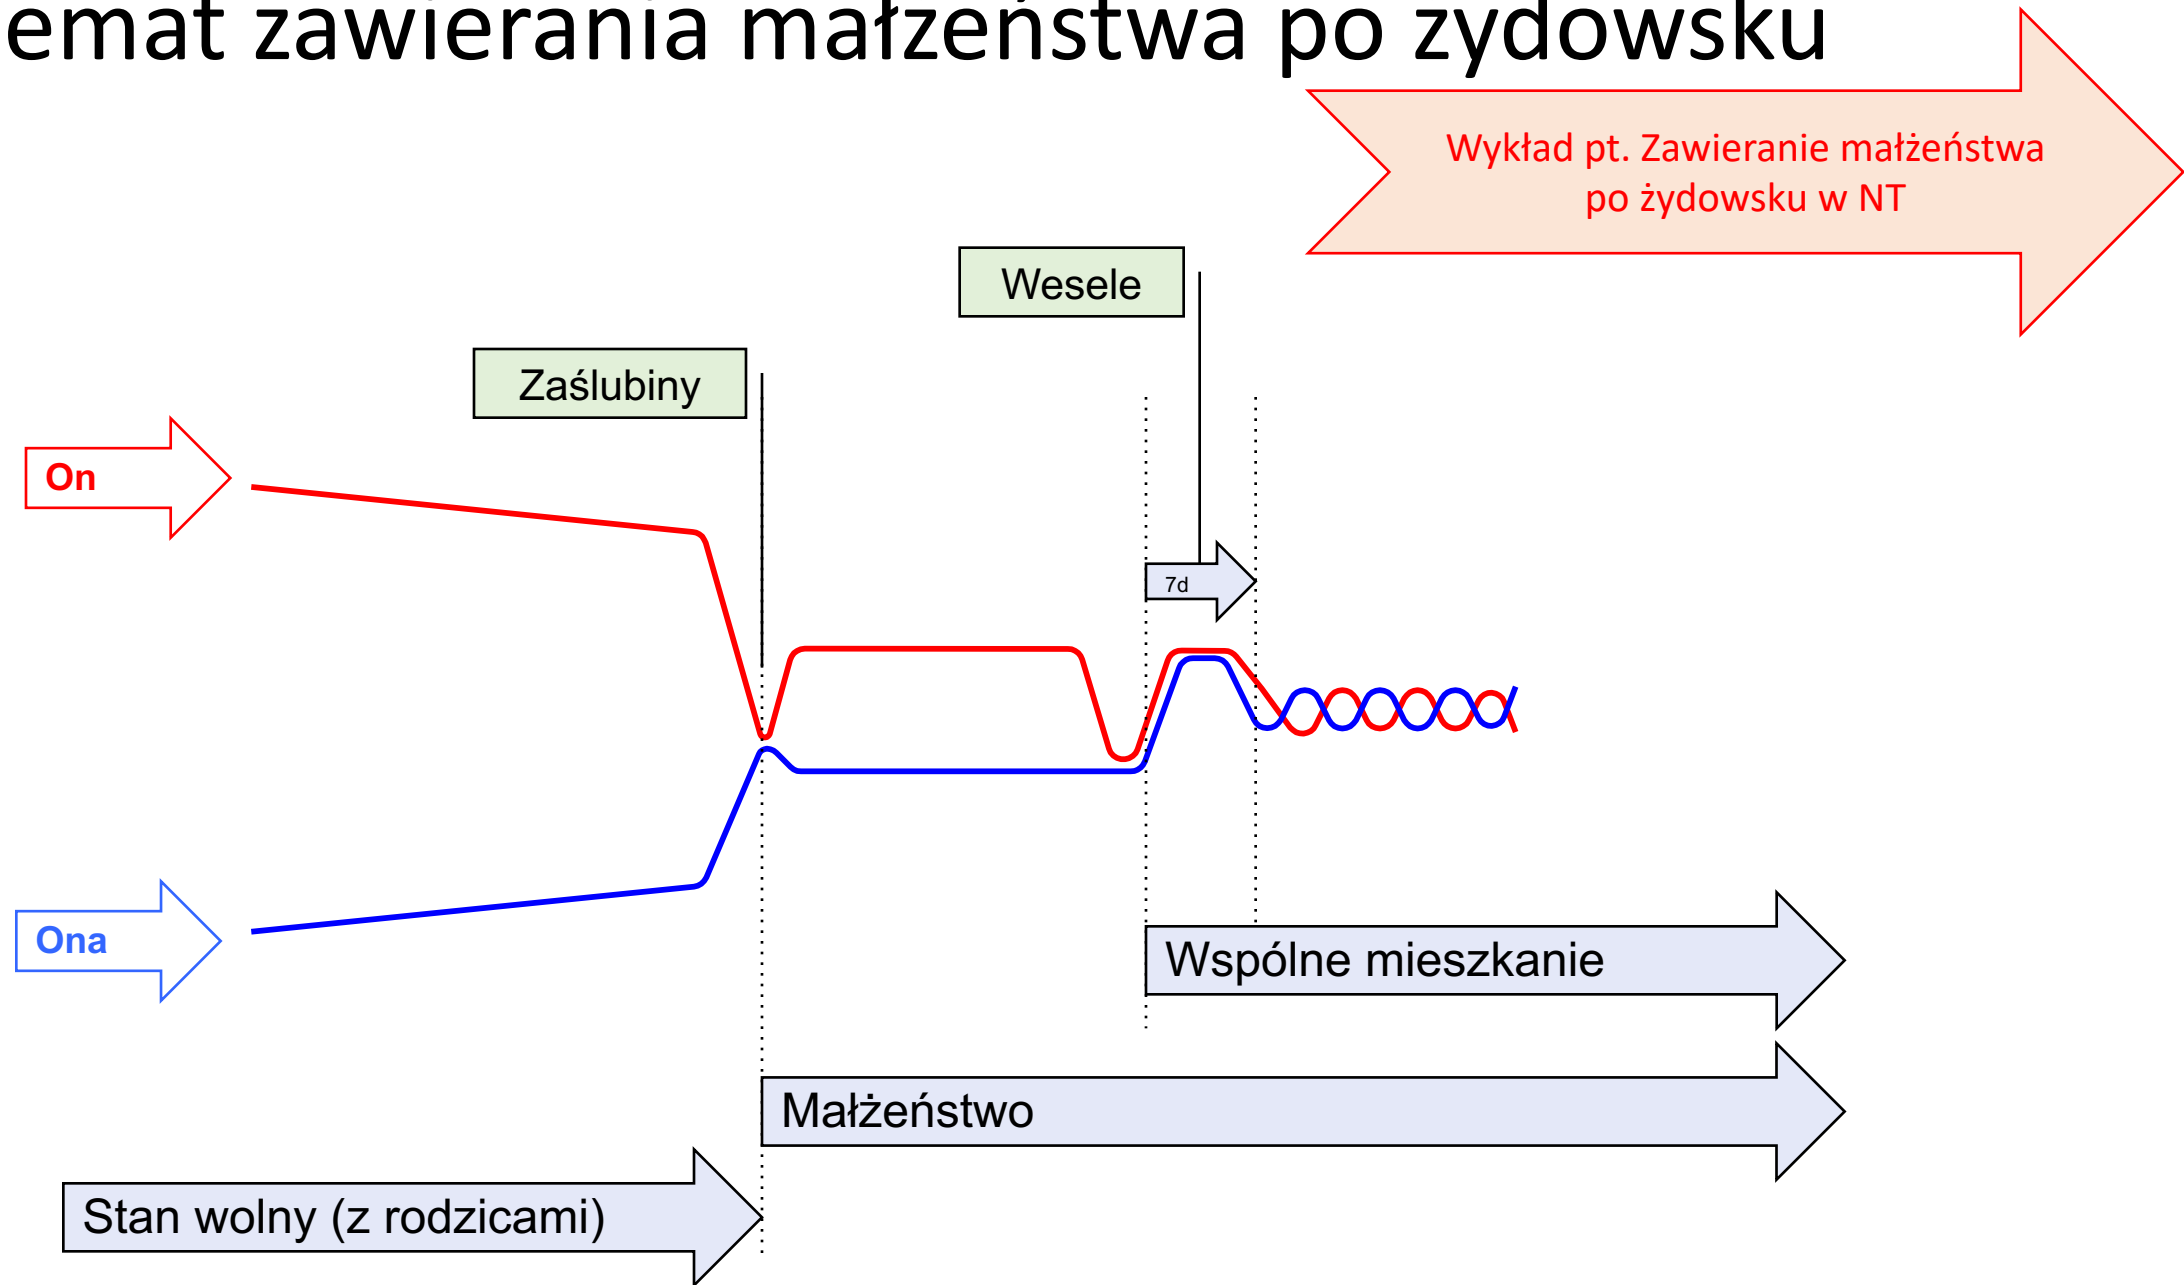 emat zawierania małżeństwa po żydowsku
Wykład pt. Zawieranie małżeństwa
po żydowsku w NT
Wesele
Zaślubiny
On
7d
Ona
Wspólne mieszkanie
Małżeństwo
Stan wolny (z rodzicami)